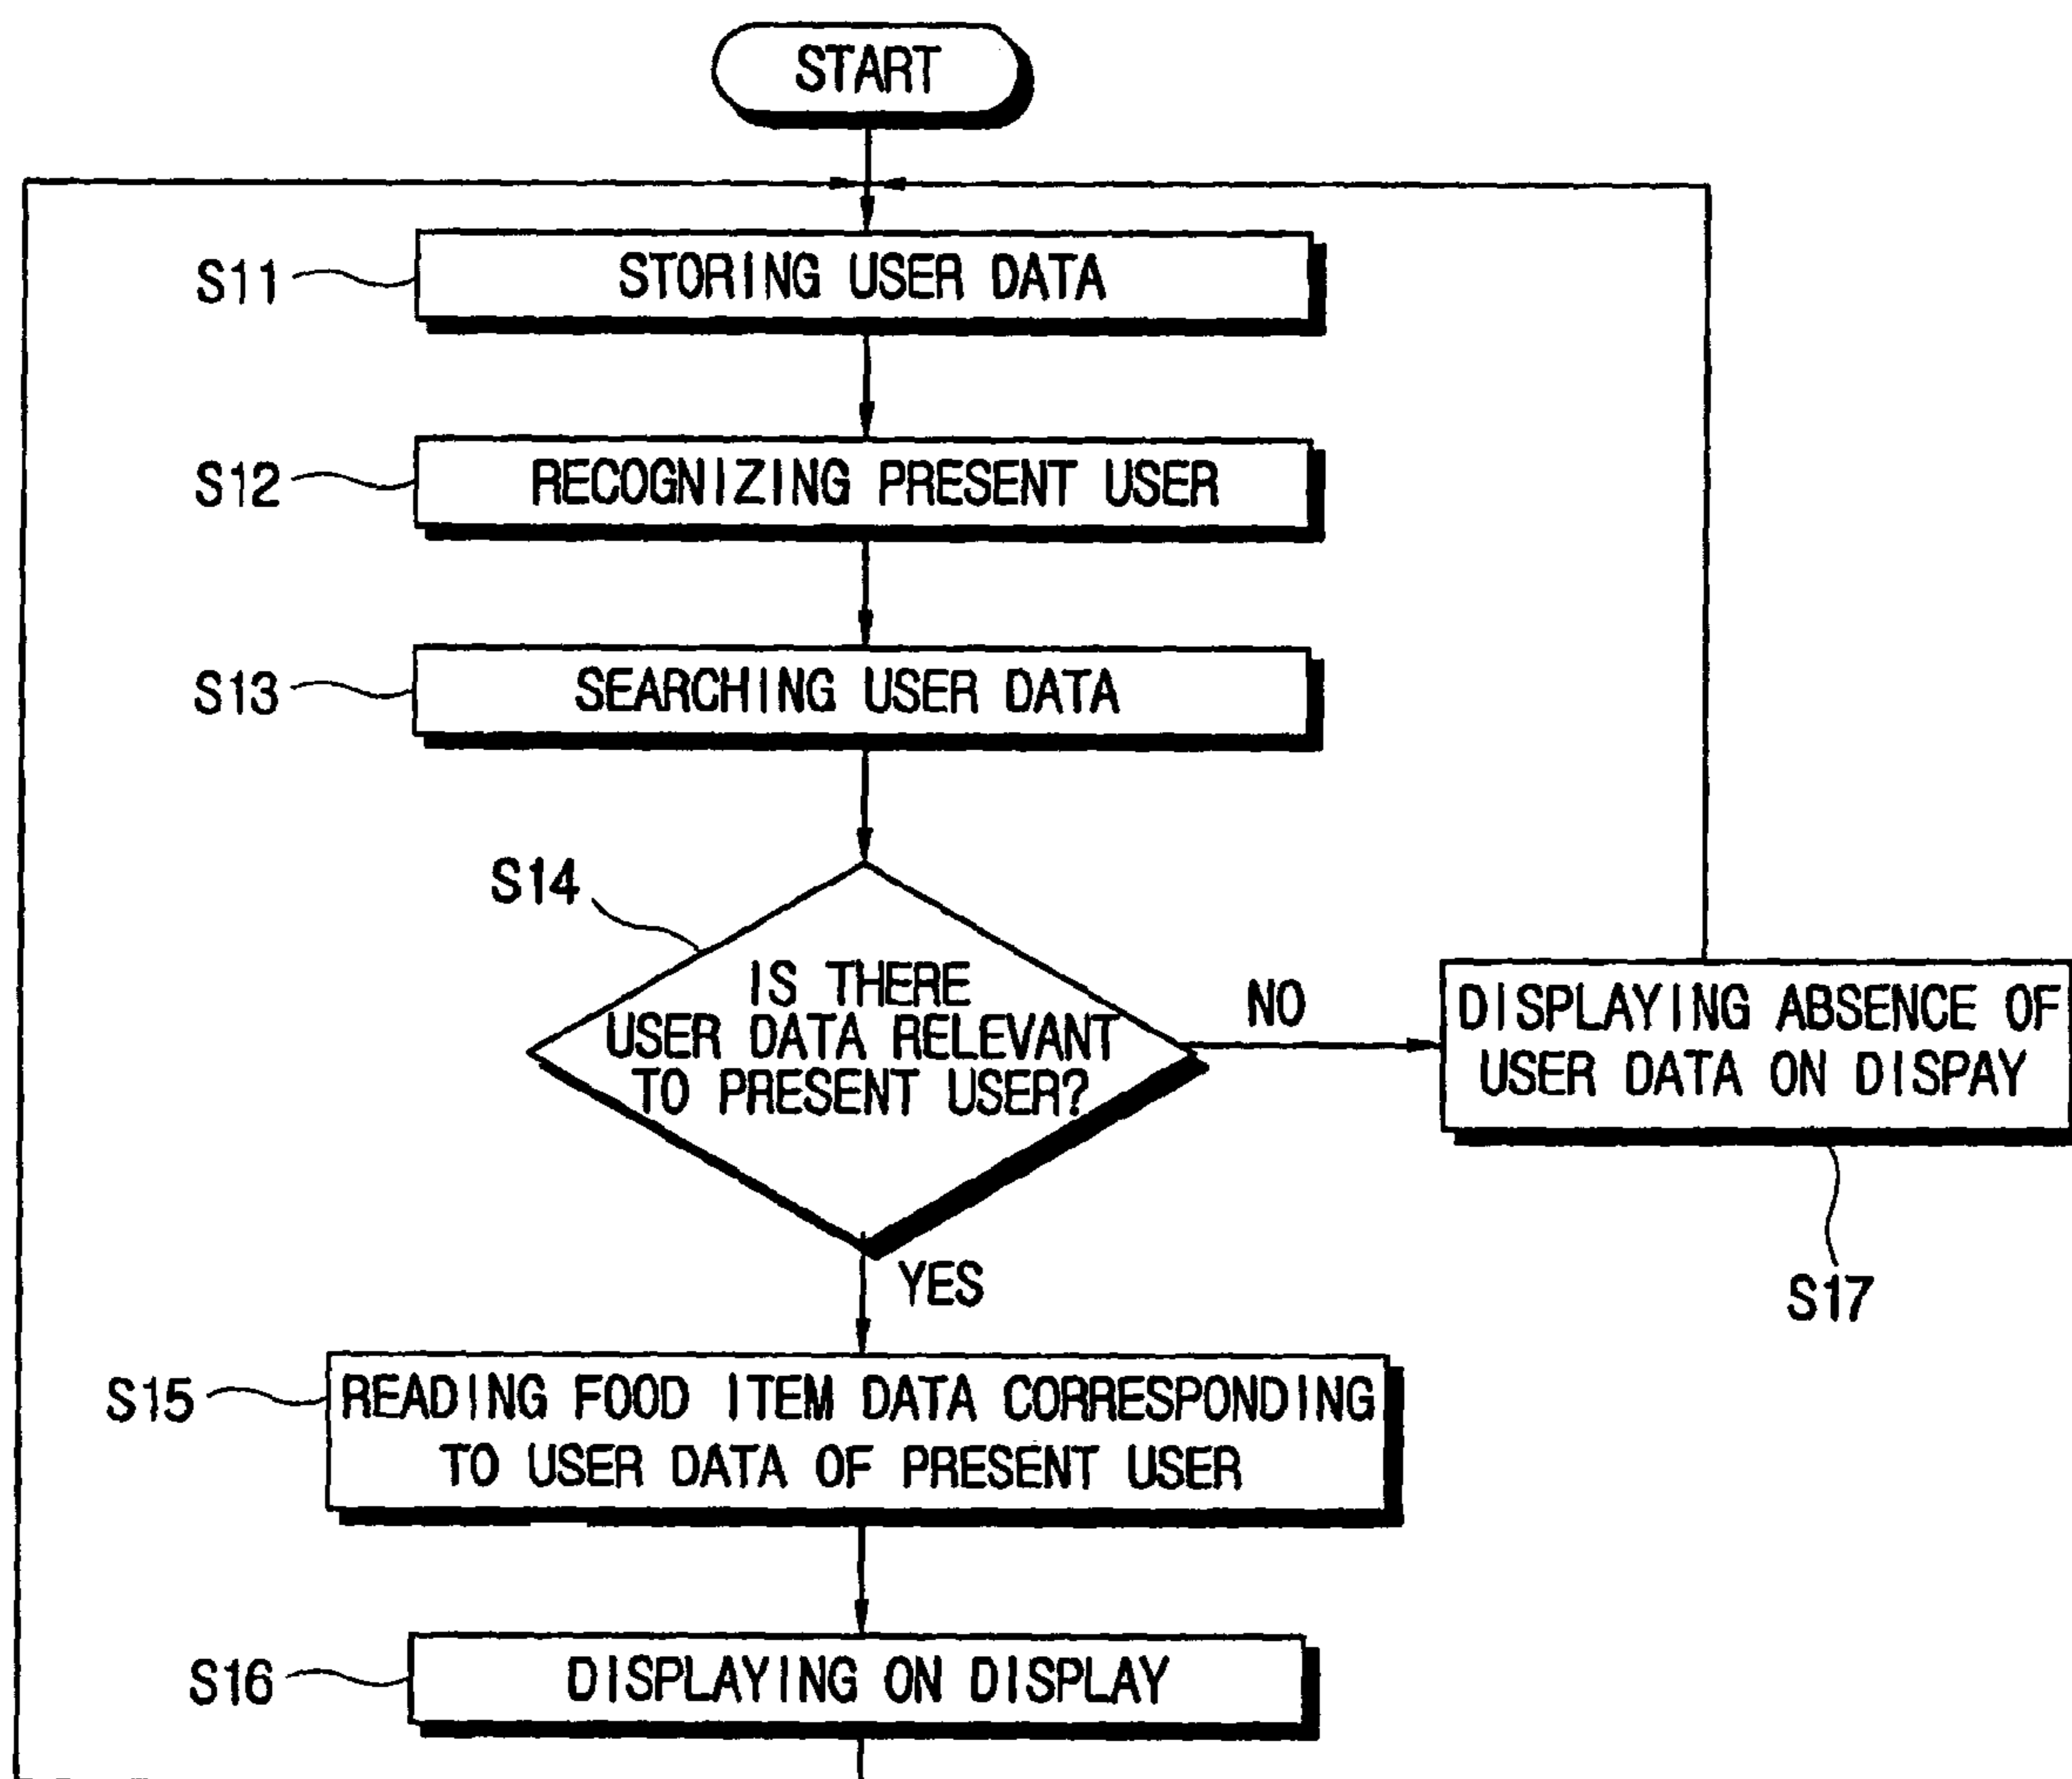 START
S11
STORING USER DATA
S12
RECOGNIZING PRESENT USER
S13
SEARCHING USER DATA
S14
IS THERE
USER DATA RELEVANT
TO PRESENT USER?
NO
DISPLAYING ABSENCE OF
USER DATA ON DISPAY
S17
YES
S15
READING FOOD ITEM DATA CORRESPONDING
TO USER DATA OF PRESENT USER
S16
DISPLAYING ON DISPLAY